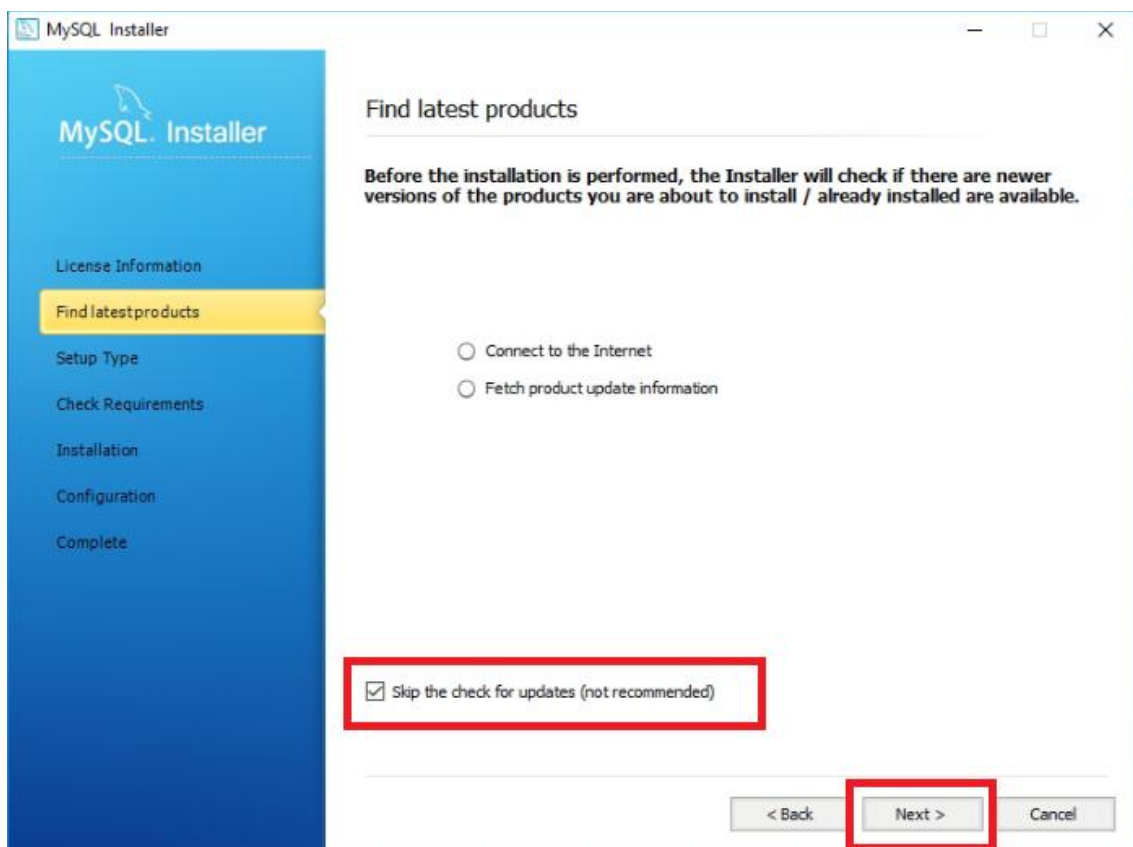 MySQL Installer
MySQL. Installer
License Information
Find latest products
Setup Type
Check Requirements
Installation
Configuration
Complete
Find latest products
Before the installation is performed, the Installer will check if there are newer
versions of the products you are about to install / already installed are available.
Connect to the Internet
Fetch product update information
Skip the check for updates (not recommended)
< Back
Next >
Cancel